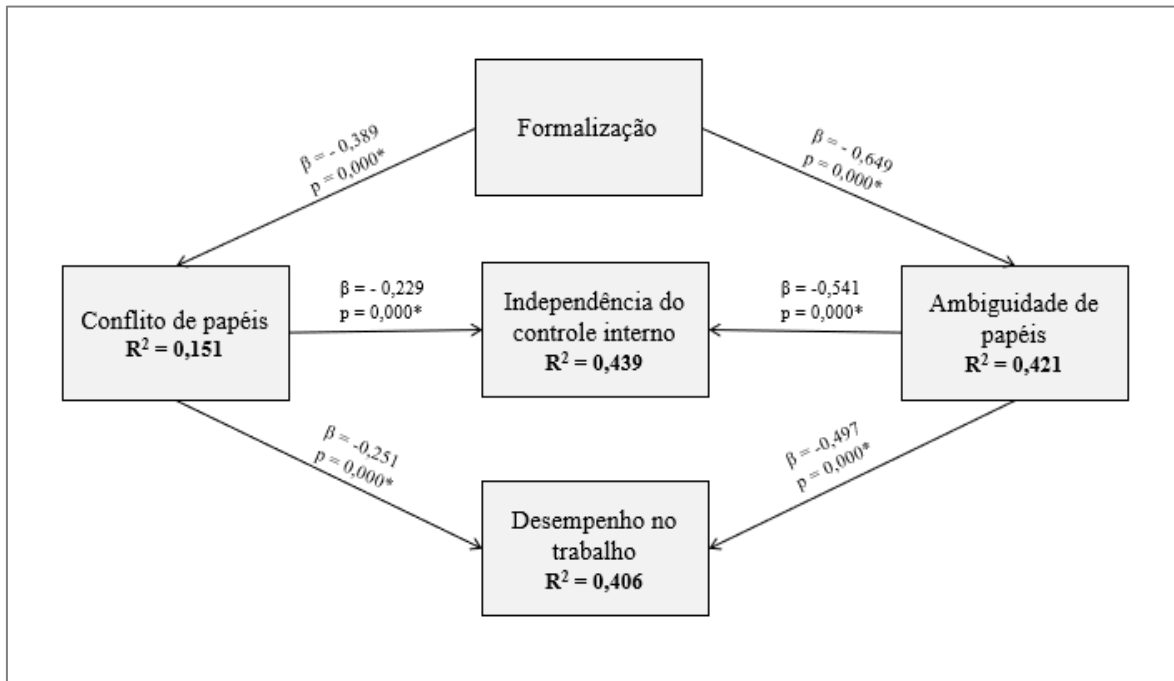 Formalização
β = - 0,389
p = 0,000*
β = - 0,649
p = 0,000*
Conflito de papéis
R² = 0,151
β = - 0,229
p = 0,000*
Independência do
controle interno
R² = 0,439
β = -0,541
p = 0,000*
Ambiguidade de
papéis
R² = 0,421
β = -0,251
p = 0,000*
β = -0,497
p = 0,000*
Desempenho no
trabalho
R² = 0,406